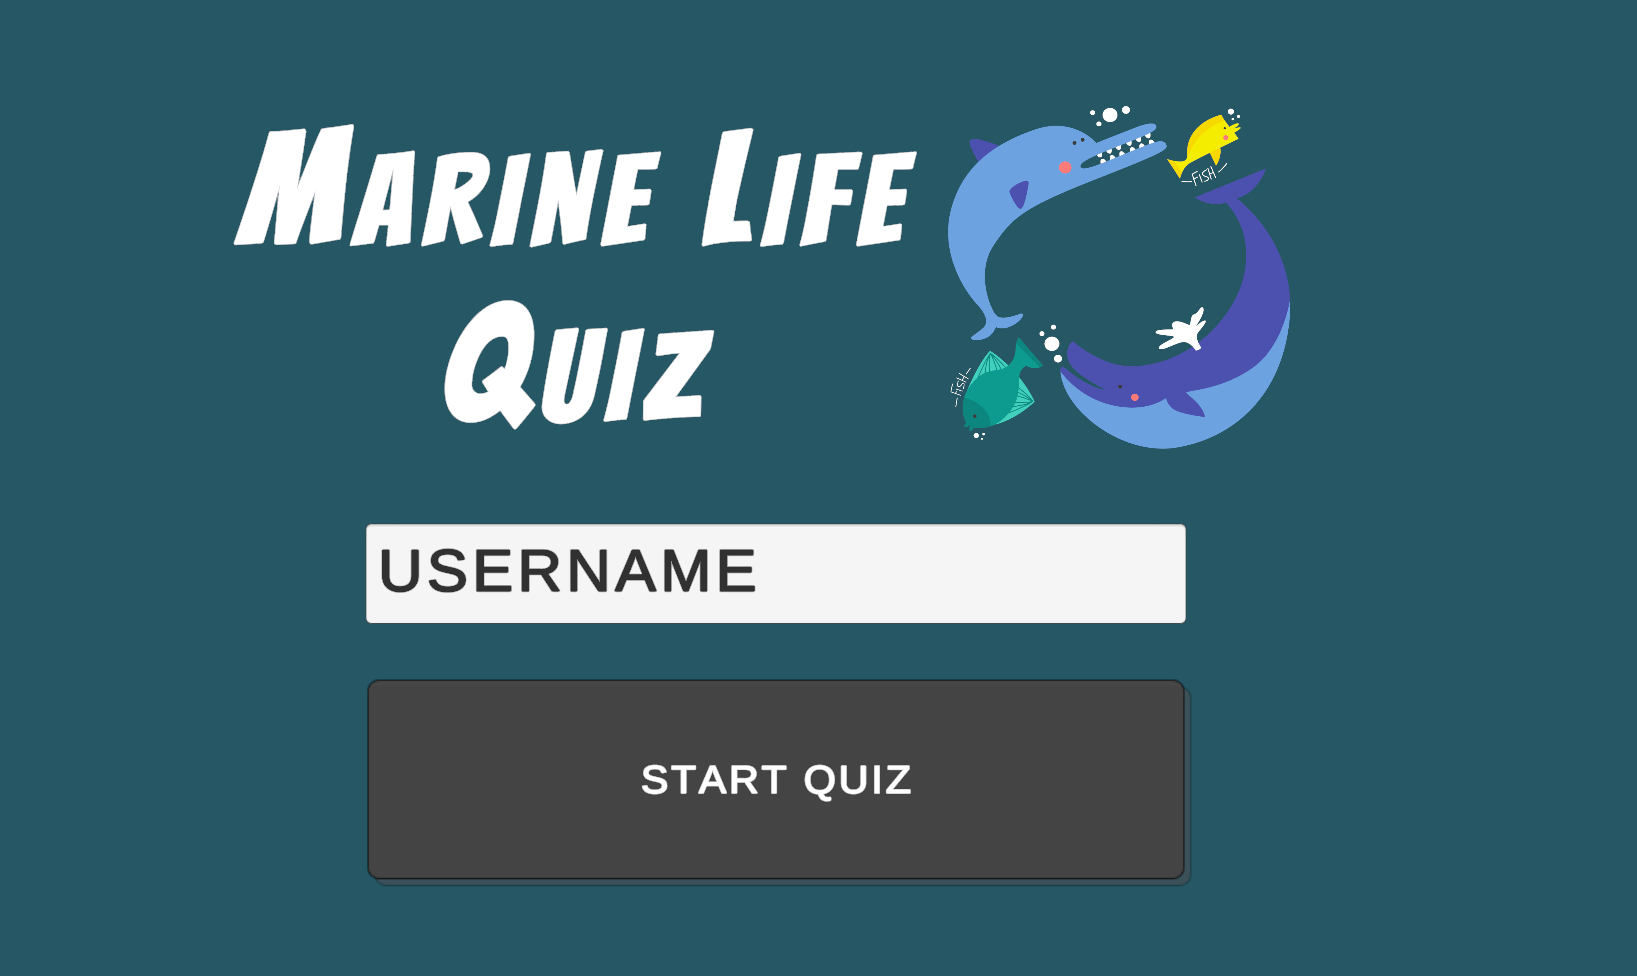 MARINE LIFE
QUIZ
FISH
FISH
USERNAME
START QUIZ